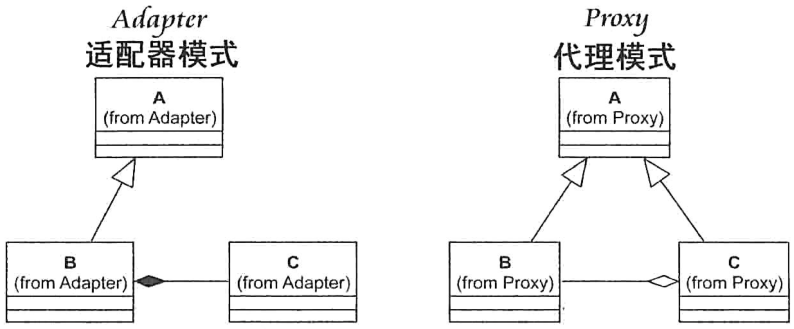 Adapter
适配器模式
A
(from Adapter)
B
(from Adapter)
C
(from Adapter)
Proxy
代理模式
A
(from Proxy)
B
(from Proxy)
C
(from Proxy)